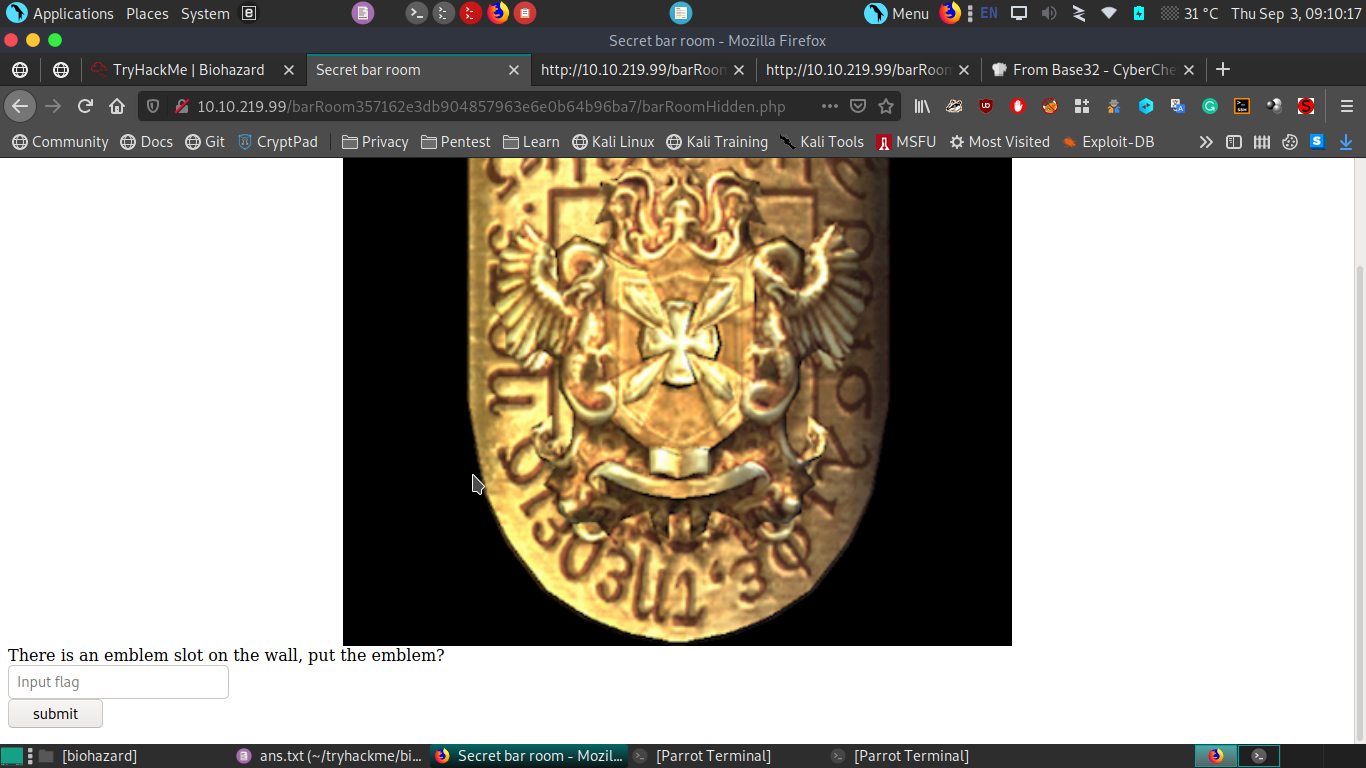 Applications Places System EN Menu 31 °C Thu Sep 3, 09:10:17
Secret bar room - Mozilla Firefox
TryHackMe | Biohazard Secret bar room http://10.10.219.99/barRoom http://10.10.219.99/barRoom From Base32 - CyberChe
10.10.219.99/barRoom357162e3db904857963e6e0b64b96ba7/barRoomHidden.php
Community Docs Git CryptPad Privacy Pentest Learn Kali Linux Kali Training Kali Tools MSFU Most Visited Exploit-DB
There is an emblem slot on the wall, put the emblem?
Input flag
submit
[biohazard] ans.txt (~/tryhackme/bi... Secret bar room - Mozil... [Parrot Terminal] [Parrot Terminal]